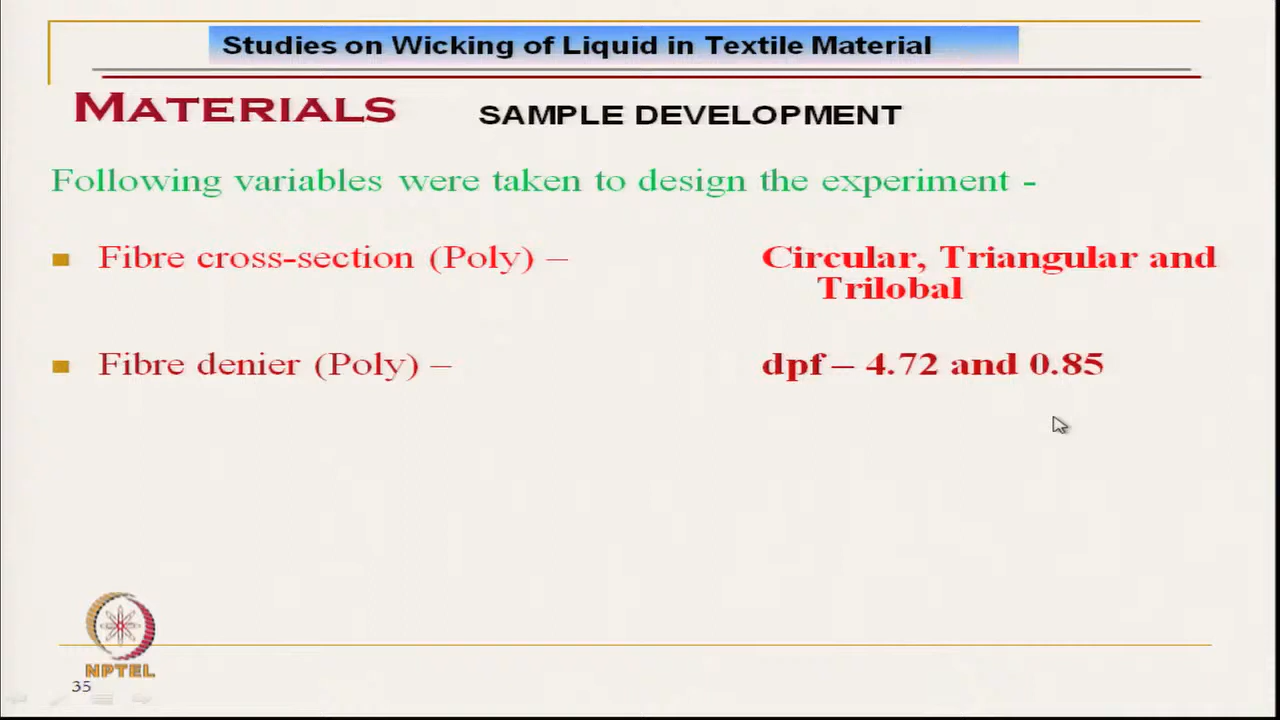 Studies on Wicking of Liquid in Textile Material
MATERIALS SAMPLE DEVELOPMENT
Following variables were taken to design the experiment -
Fibre cross-section (Poly) – Circular, Triangular and
Trilobal
Fibre denier (Poly) – dpf – 4.72 and 0.85
NPTEL
35